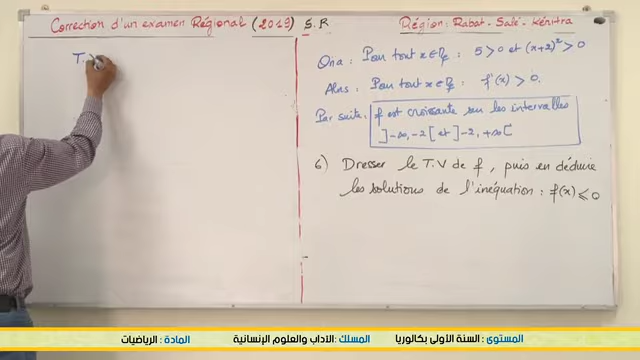 Correction d'un examen Régional (2019) S.R
Région: Rabat-Salé-Kénitra
T.V
On a: Pour tout x∈Df: 5>0 et (x+2)²>0
Alors: Pour tout x∈Df: f'(x)>0.
Par suite: f est croissante sur les intervalles
]-∞,-2[ et ]-2,+∞[
6) Dresser le T.V de f, puis en déduire
les solutions de l'inéquation: f(x)≤0
المستوى : السنة الأولى بكالوريا
المسلك :الآداب والعلوم الإنسانية
المادة : الرياضيات